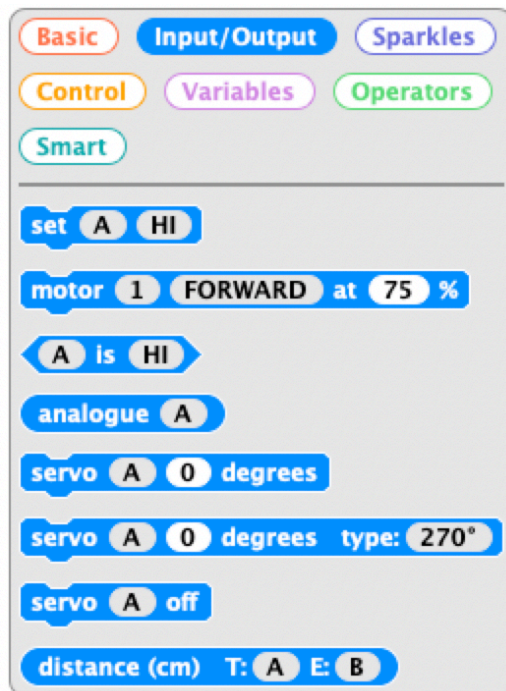 Basic Input/Output Sparkles
Control Variables Operators
Smart
set A HI
motor 1 FORWARD at 75 %
A is HI
analogue A
servo A 0 degrees
servo A 0 degrees type: 270°
servo A off
distance (cm) T: A E: B